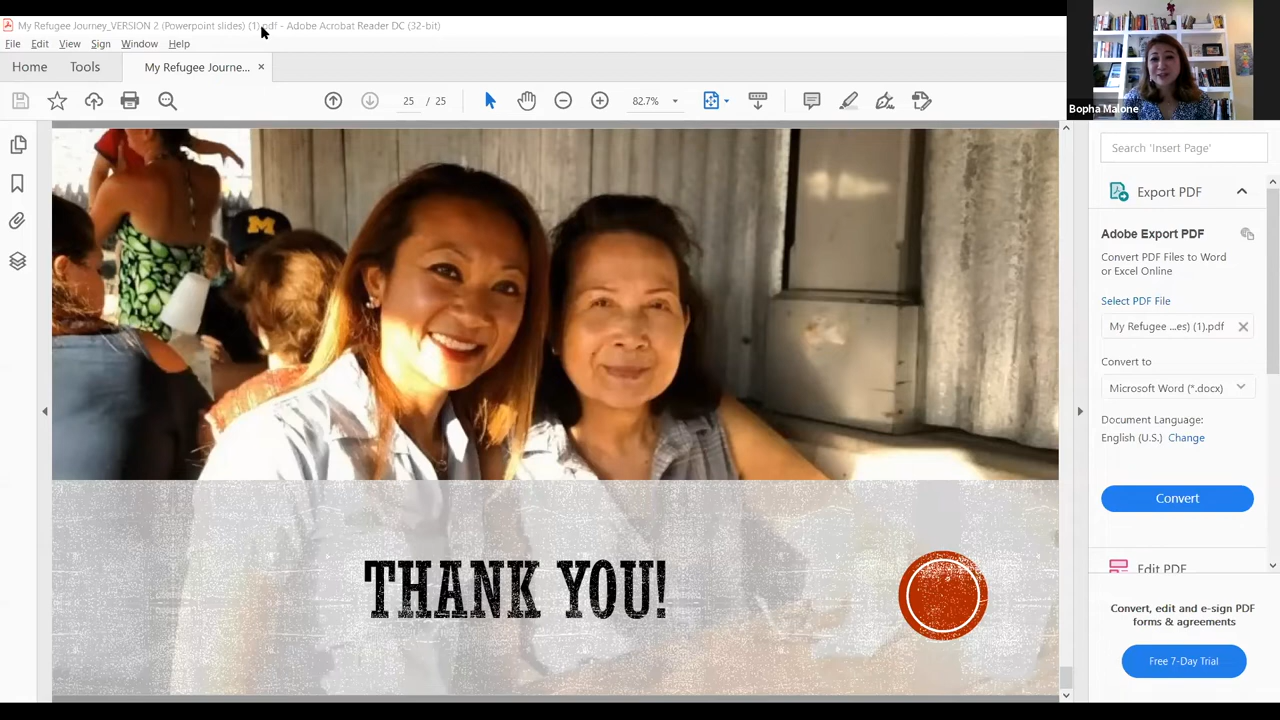 My Refugee Journey_VERSION 2 (Powerpoint slides) (1).pdf - Adobe Acrobat Reader DC (32-bit)
File Edit View Sign Window Help
Home Tools My Refugee Journe... ×
25 / 25 82.7%
Bopha Malone
Search 'Insert Page'
Export PDF
Adobe Export PDF
Convert PDF Files to Word
or Excel Online
Select PDF File
My Refugee ...es) (1).pdf
Convert to
Microsoft Word (*.docx)
Document Language:
English (U.S.) Change
Convert
Edit PDF
Convert, edit and e-sign PDF
forms & agreements
Free 7-Day Trial
M
THANK YOU!